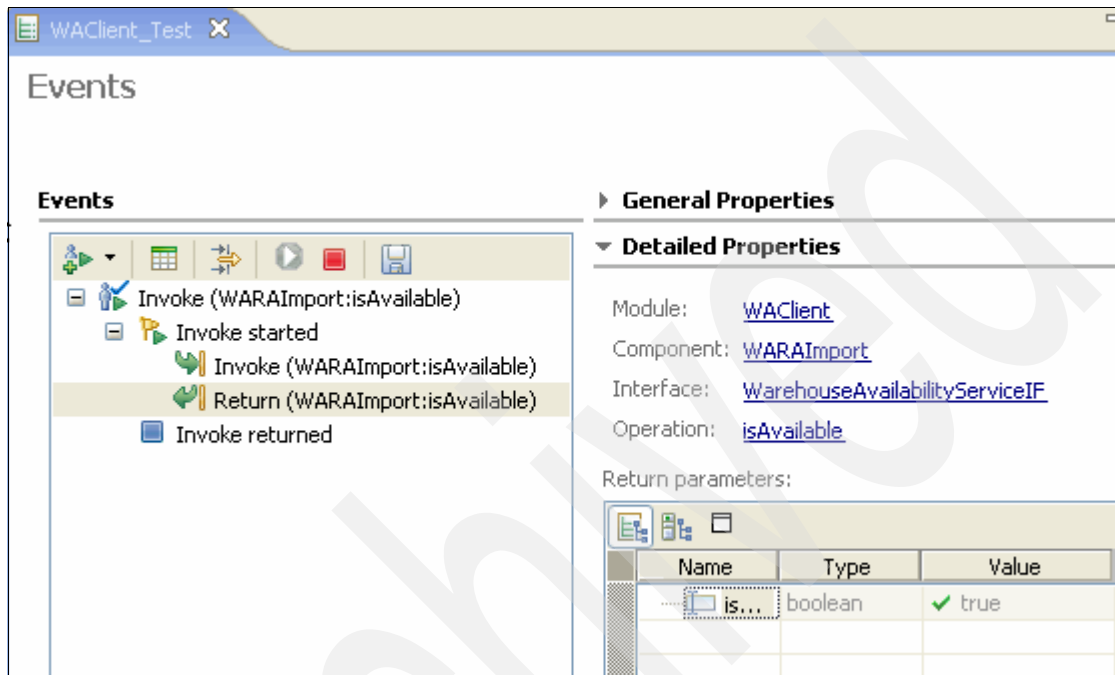 WAClient_Test
Events
Events
Invoke (WARAImport:isAvailable)
Invoke started
Invoke (WARAImport:isAvailable)
Return (WARAImport:isAvailable)
Invoke returned
General Properties
Detailed Properties
Module: WAClient
Component: WARAImport
Interface: WarehouseAvailabilityServiceIF
Operation: isAvailable
Return parameters:
Name Type Value
is... boolean true